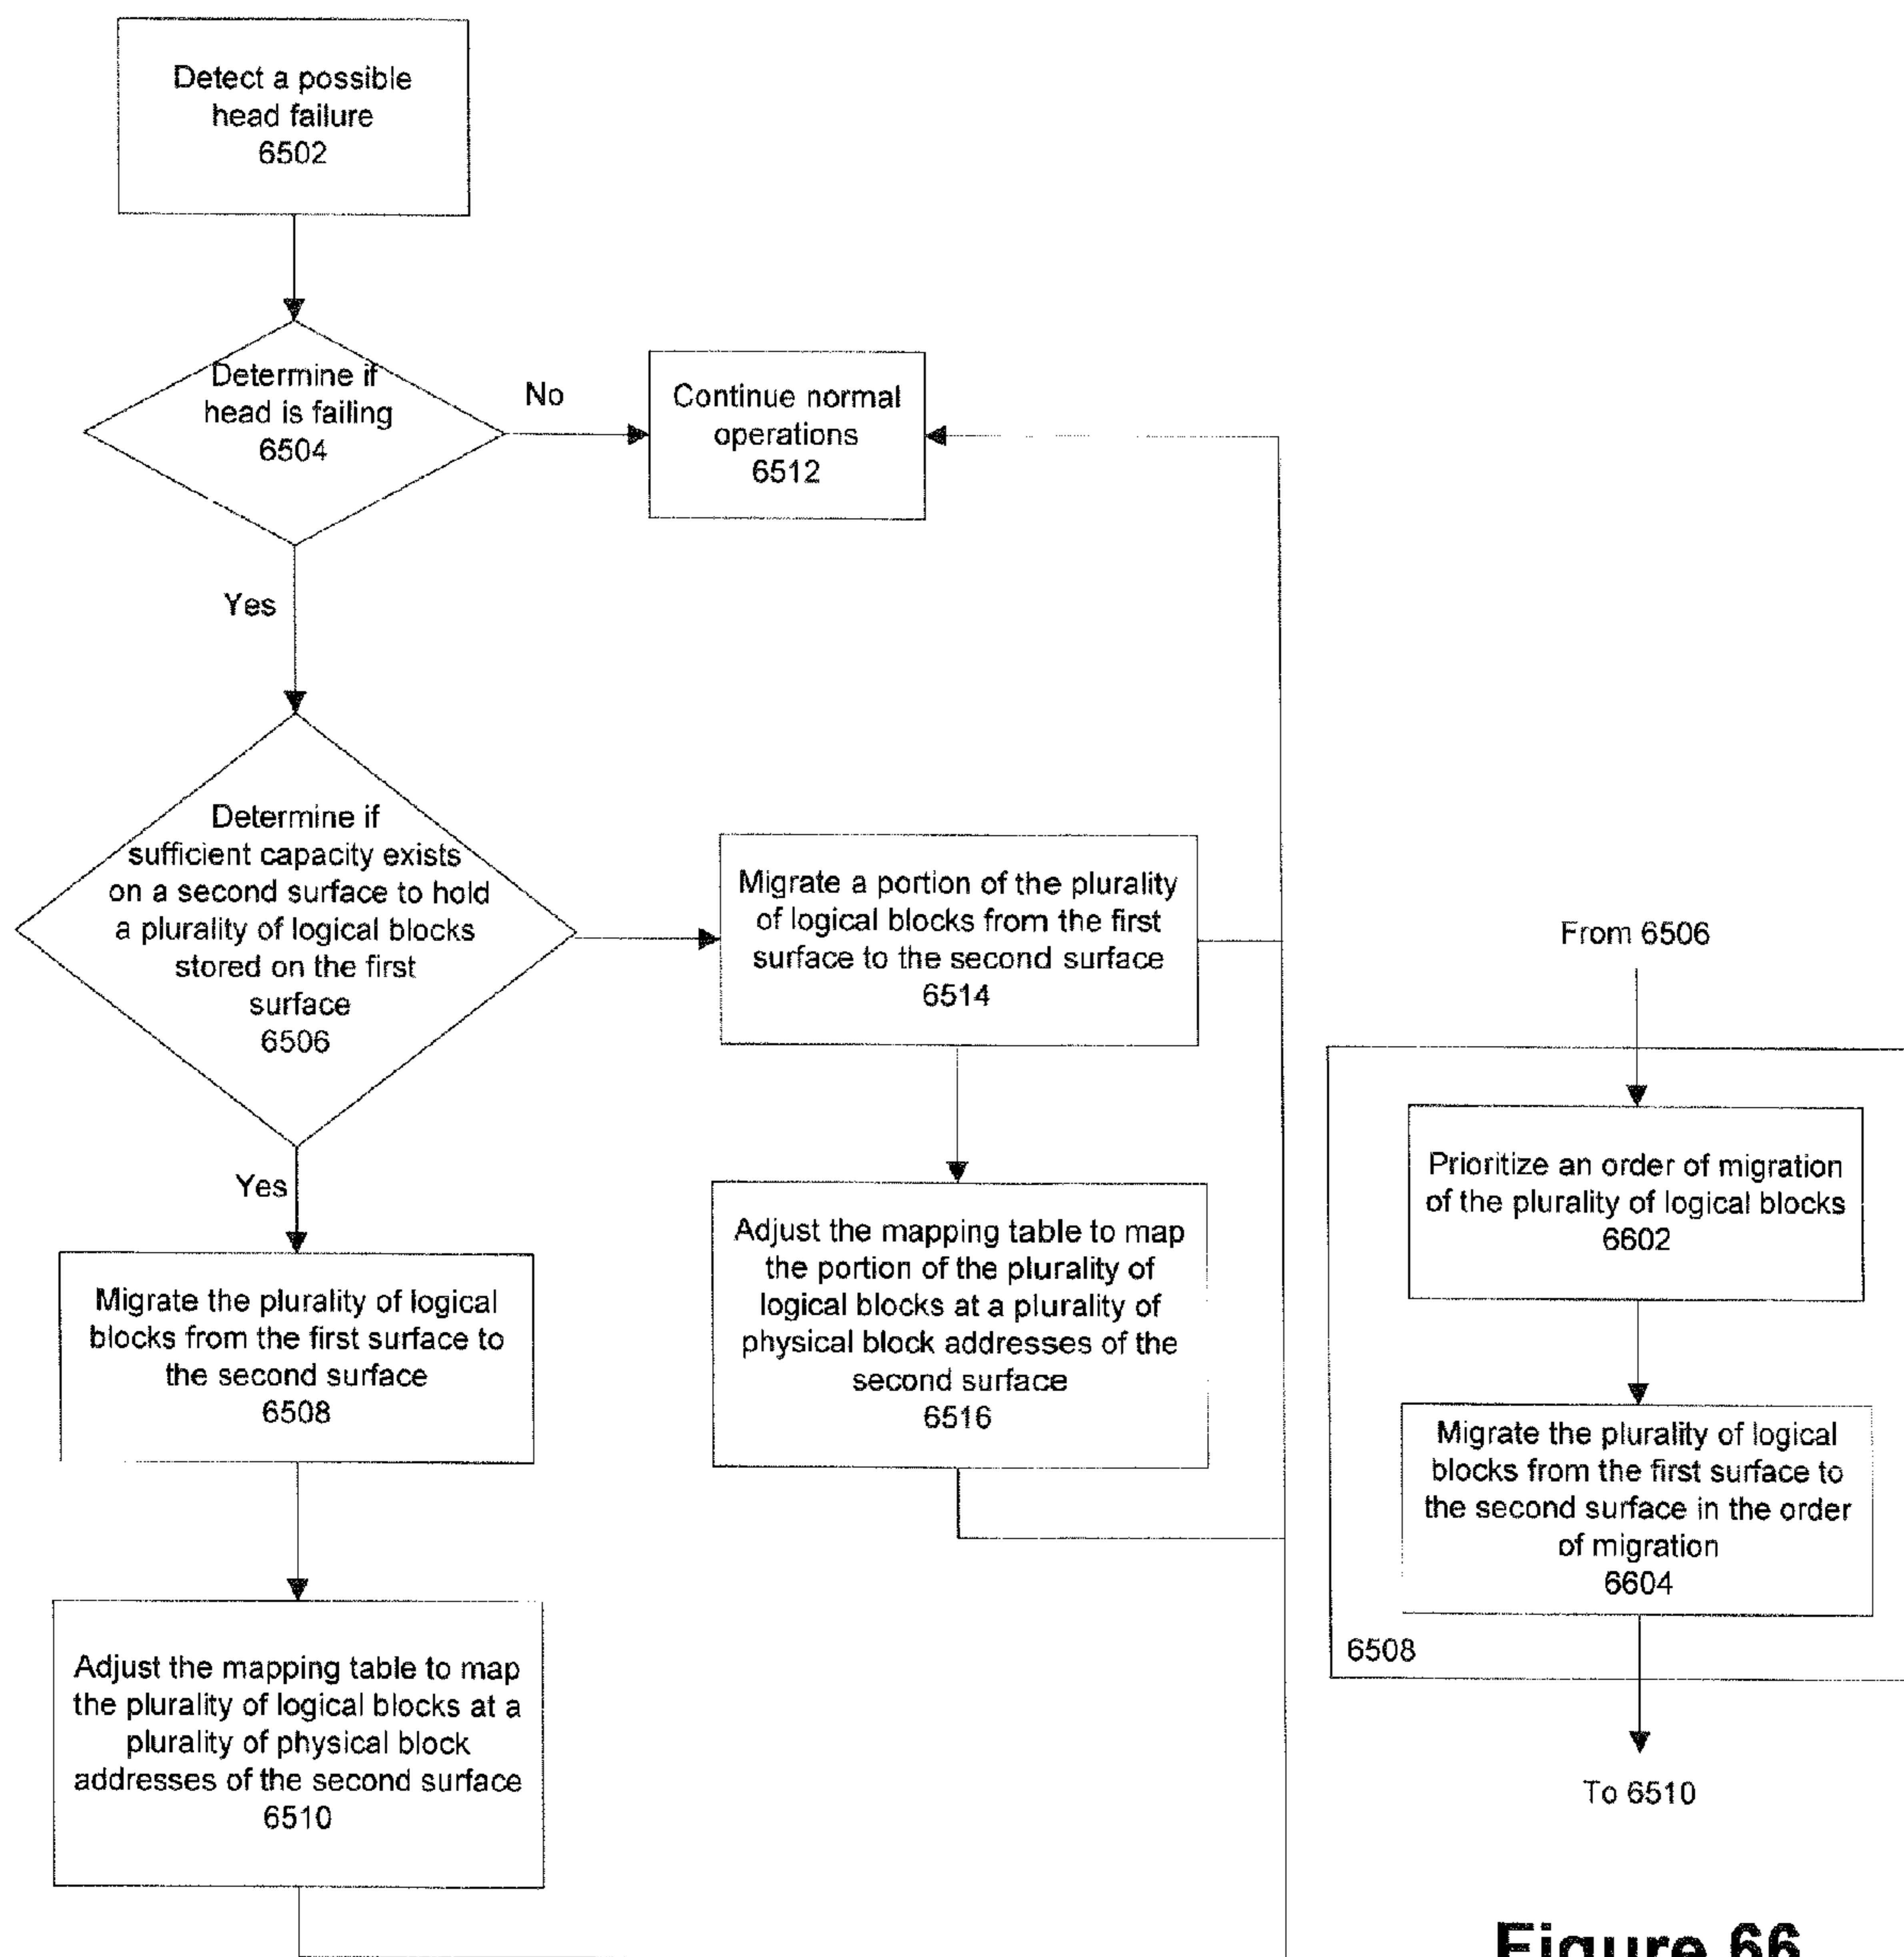 Detect a possible
head failure
6502
Determine if
head is failing
6504
No
Continue normal
operations
6512
Yes
Determine if
sufficient capacity exists
on a second surface to hold
a plurality of logical blocks
stored on the first
surface
6506
Migrate a portion of the plurality
of logical blocks from the first
surface to the second surface
6514
Yes
Migrate the plurality of logical
blocks from the first surface to
the second surface
6508
Adjust the mapping table to map
the portion of the plurality of
logical blocks at a plurality of
physical block addresses of the
second surface
6516
Adjust the mapping table to map
the plurality of logical blocks at a
plurality of physical block
addresses of the second surface
6510
From 6506
Prioritize an order of migration
of the plurality of logical blocks
6602
Migrate the plurality of logical
blocks from the first surface to
the second surface in the order
of migration
6604
6508
To 6510
Figure 66